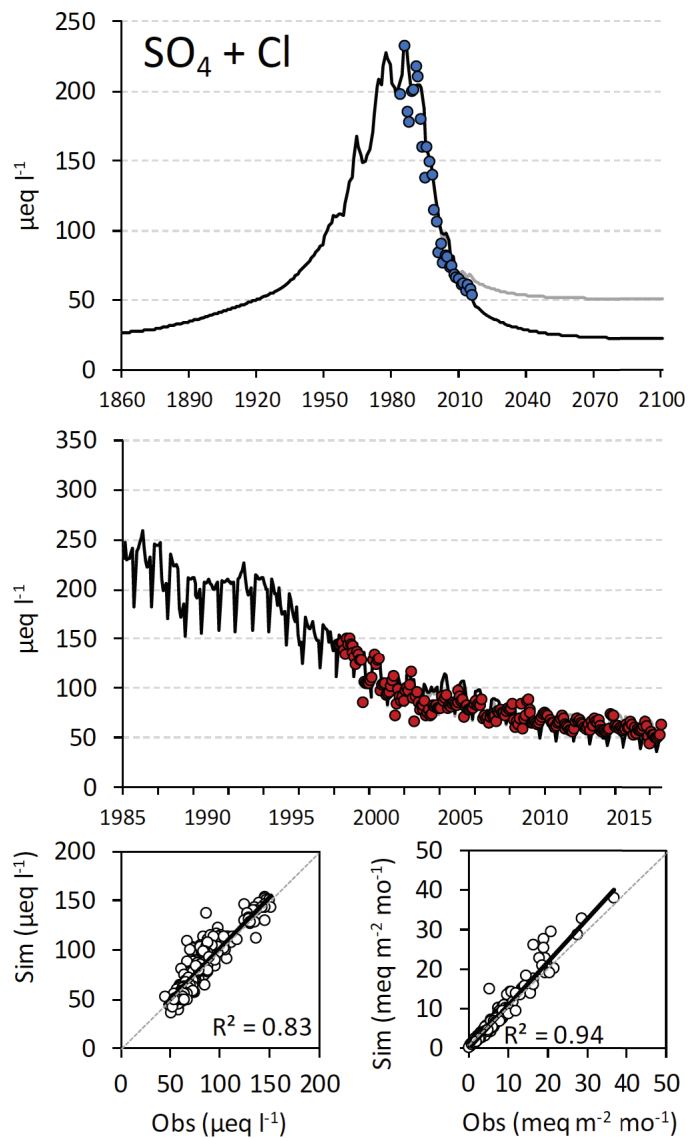 SO₄ + Cl
250
200
150
100
50
0
µeq l⁻¹
1860 1890 1920 1950 1980 2010 2040 2070 2100
350
300
250
200
150
100
50
0
µeq l⁻¹
1985 1990 1995 2000 2005 2010 2015
200
150
100
50
0
Sim (µeq l⁻¹)
R² = 0.83
0 50 100 150 200
Obs (µeq l⁻¹)
50
40
30
20
10
0
Sim (meq m⁻² mo⁻¹)
R² = 0.94
0 10 20 30 40 50
Obs (meq m⁻² mo⁻¹)